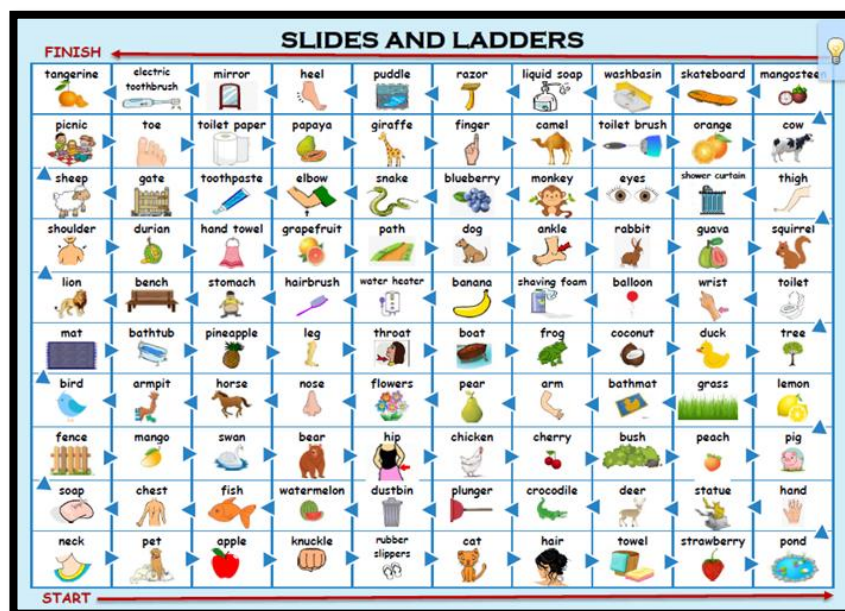 SLIDES AND LADDERS
FINISH
tangerine electric toothbrush mirror heel puddle razor liquid soap washbasin skateboard mangosteen
picnic toe toilet paper papaya giraffe finger camel toilet brush orange cow
sheep gate toothpaste elbow snake blueberry monkey eyes shower curtain thigh
shoulder durian hand towel grapefruit path dog ankle rabbit guava squirrel
lion bench stomach hairbrush water heater banana shaving foam balloon wrist toilet
mat bathtub pineapple leg throat boat frog coconut duck tree
bird armpit horse nose flowers pear arm bathmat grass lemon
fence mango swan bear hip chicken cherry bush peach pig
soap chest fish watermelon dustbin plunger crocodile deer statue hand
neck pet apple knuckle rubber slippers cat hair towel strawberry pond
START